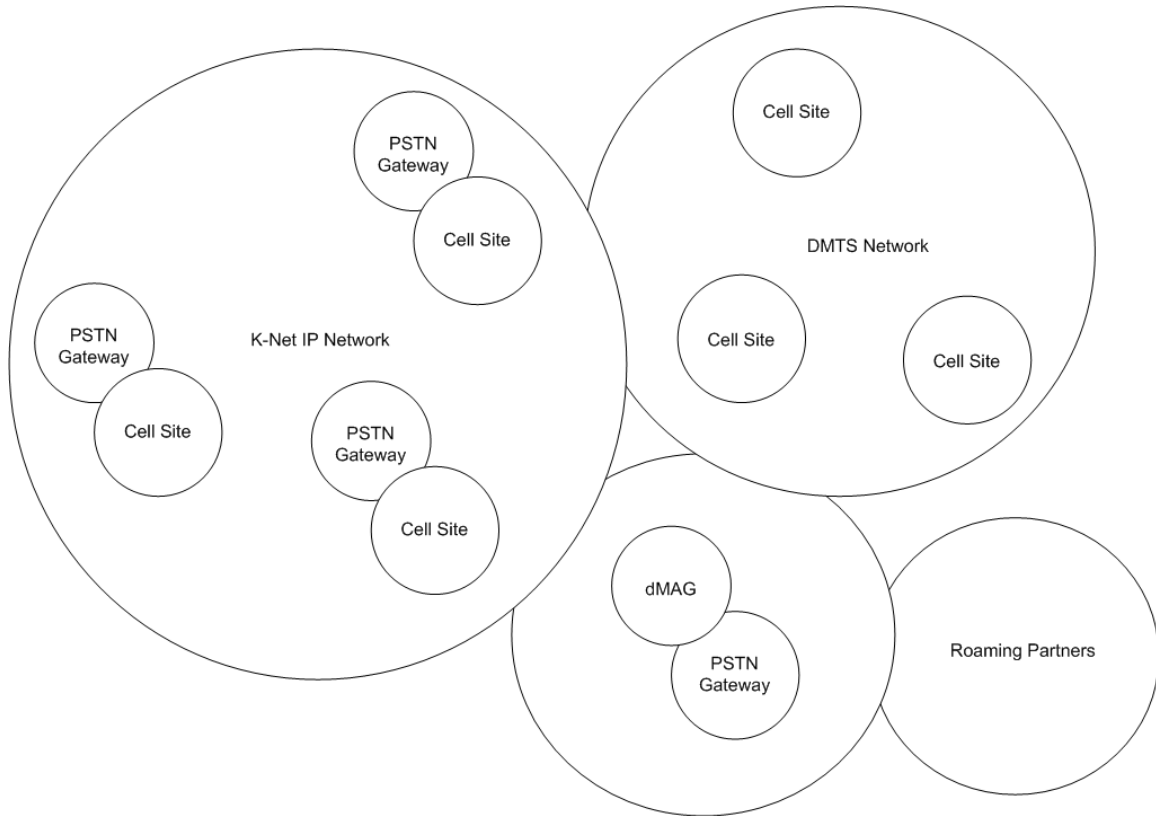 Cell Site
PSTN
Gateway
Cell Site
DMTS Network
PSTN
Gateway
K-Net IP Network
Cell Site
Cell Site
Cell Site
PSTN
Gateway
Cell Site
dMAG
PSTN
Gateway
Roaming Partners